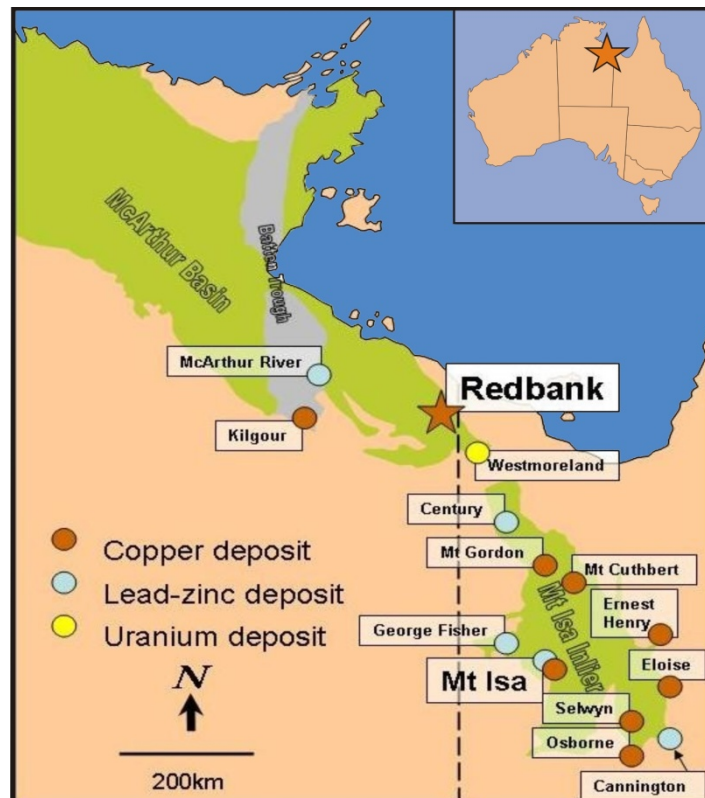 McArthur Basin
Batten Trough
McArthur River
Redbank
Kilgour
Westmoreland
Century
Copper deposit
Mt Gordon
Mt Cuthbert
Lead-zinc deposit
Ernest
Henry
Uranium deposit
George Fisher
Mt Isa Inlier
Eloise
N
Mt Isa
Selwyn
Osborne
200km
Cannington